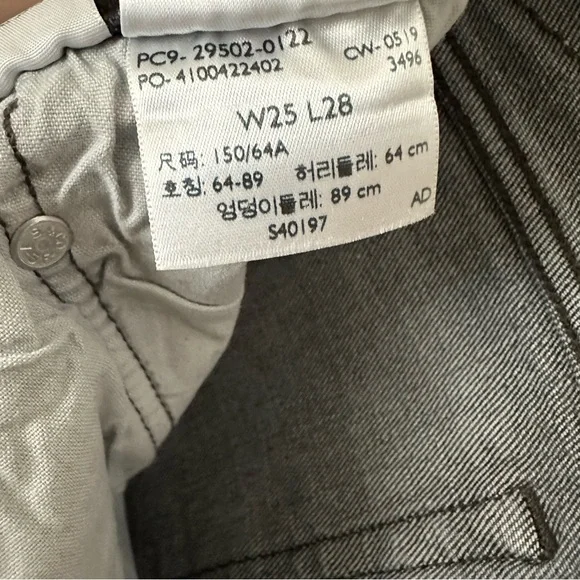 PC9- 29502-0122
PO- 4100422402
CW-0519
3496
W25 L28
尺码: 150/64A
호칭: 64-89 허리둘레: 64 cm
엉덩이둘레: 89 cm
S40197
AD